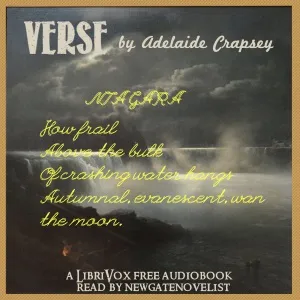 VERSE by Adelaide Crapsey
NIAGARA
How frail
Above the bulk
Of crashing water hangs
Autumnal, evanescent, wan
the moon.
A LIBRIVOX FREE AUDIOBOOK
READ BY NEWGATENOVELIST